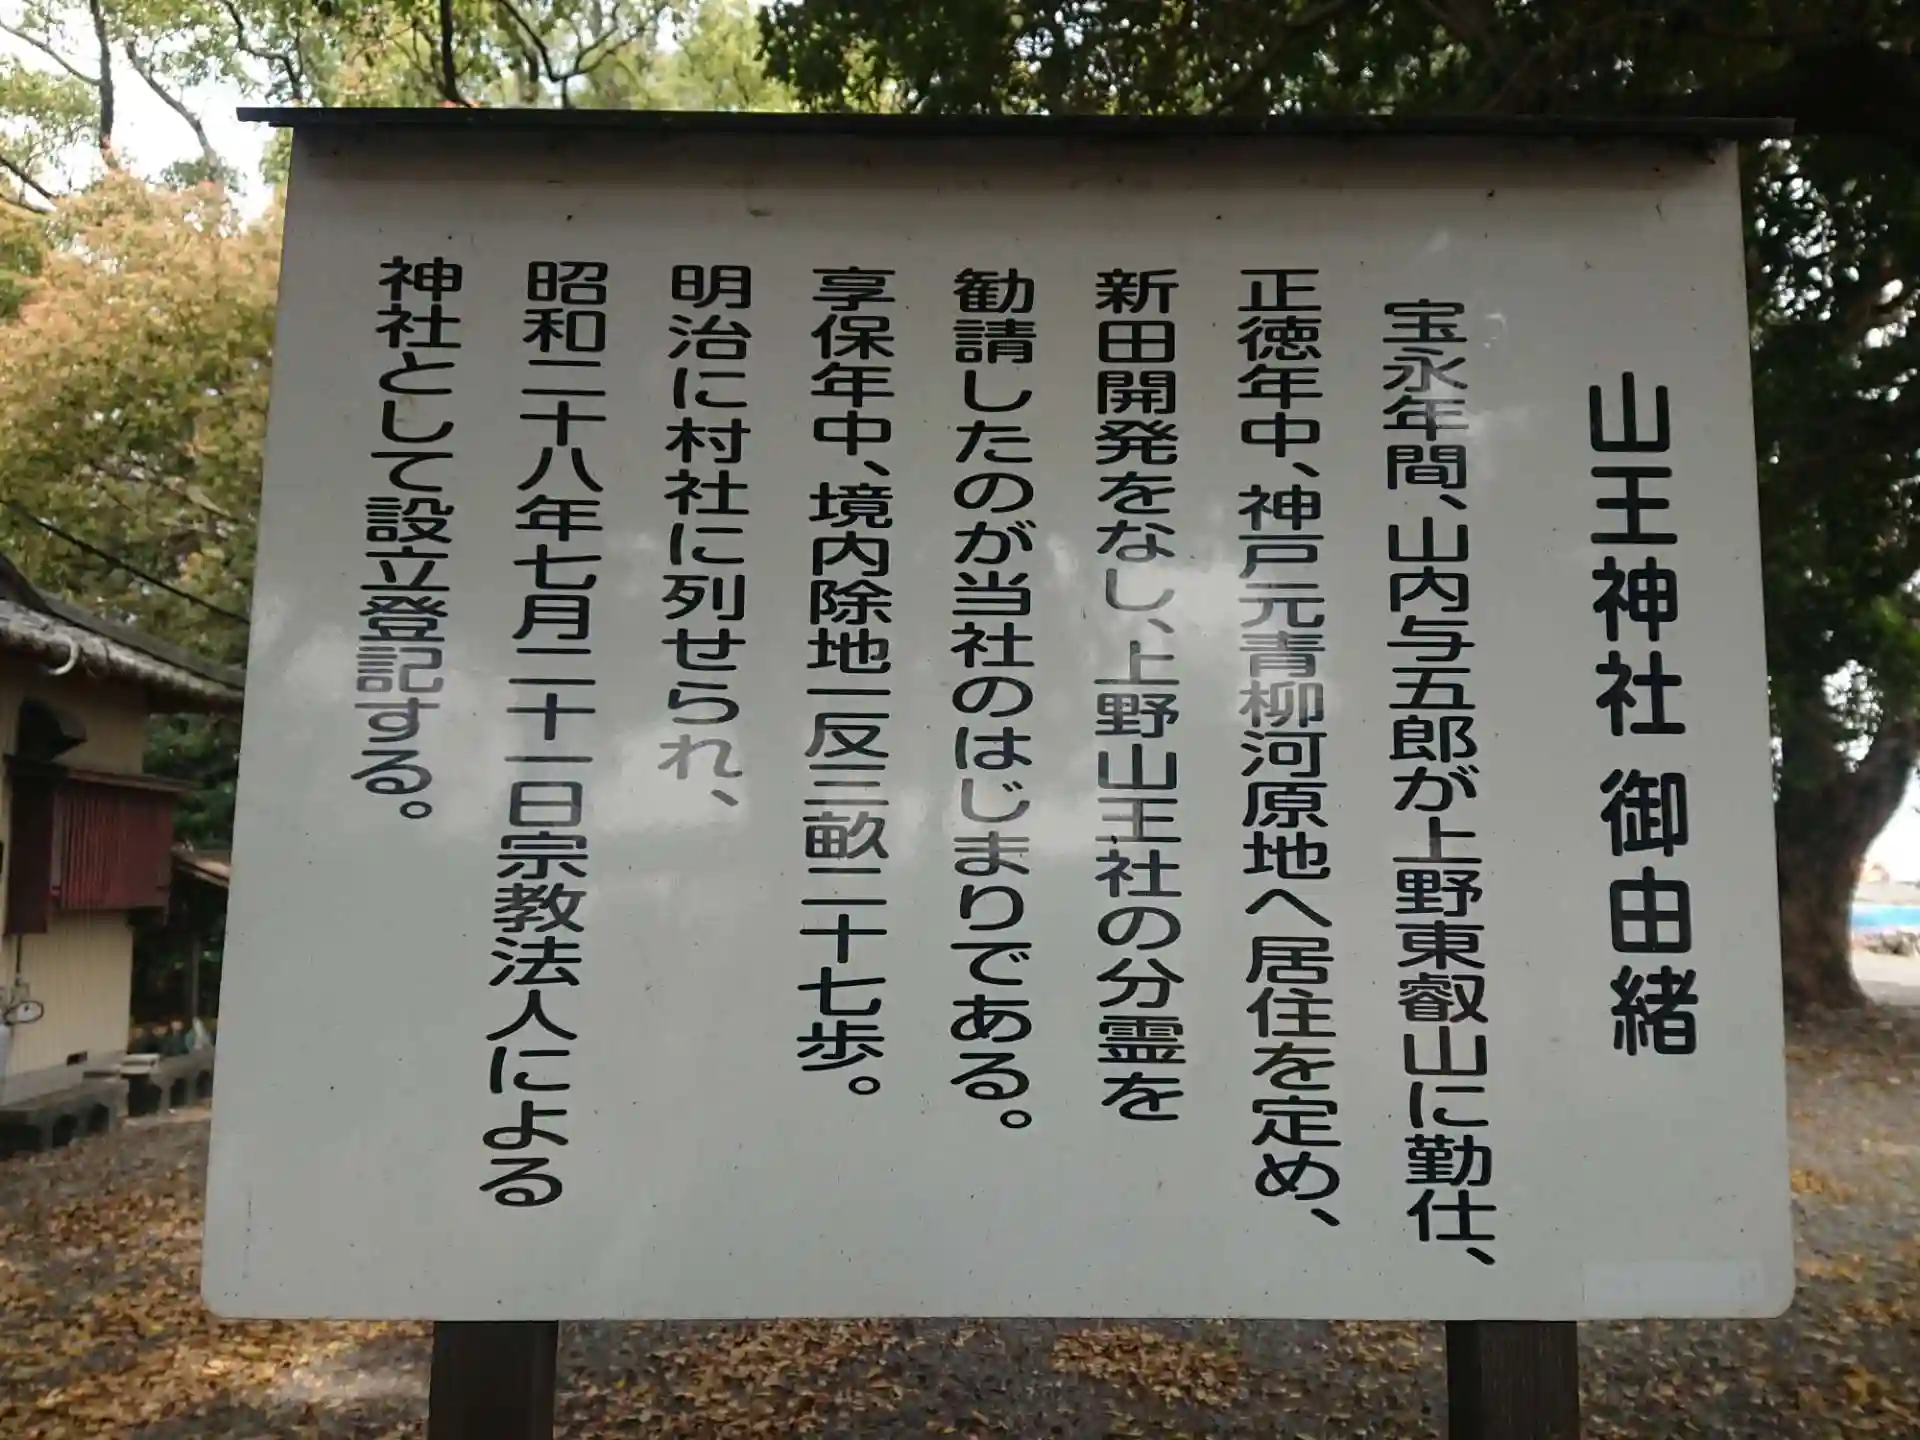 山王神社 御由緒
宝永年間、山内与五郎が上野東叡山に勤仕、
正徳年中、神戸元青柳河原地へ居住を定め、
新田開発をなし、上野山王社の分霊を
勧請したのが当社のはじまりである。
享保年中、境内除地一反三畝二十七歩。
明治に村社に列せられ、
昭和二十八年七月二十一日宗教法人による
神社として設立登記する。